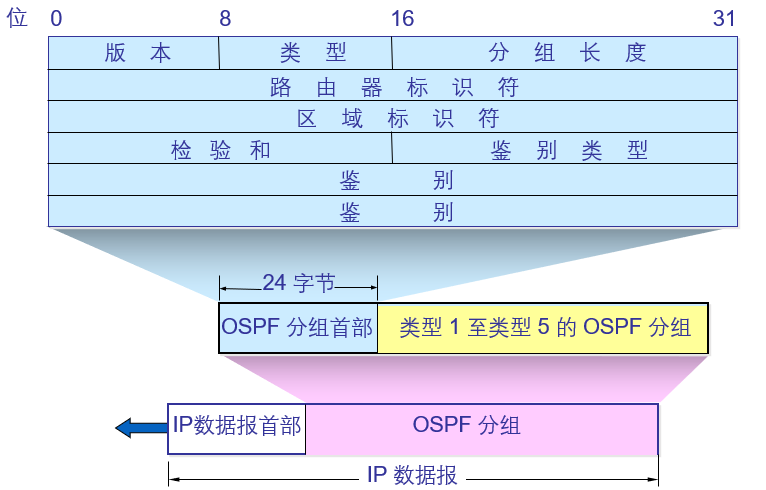 位 0 8 16 31
版本 类型 分组长度
路由器标识符
区域标识符
检验和 鉴别类型
鉴别
鉴别
24 字节
OSPF 分组首部 类型 1 至类型 5 的 OSPF 分组
IP数据报首部 OSPF 分组
IP 数据报